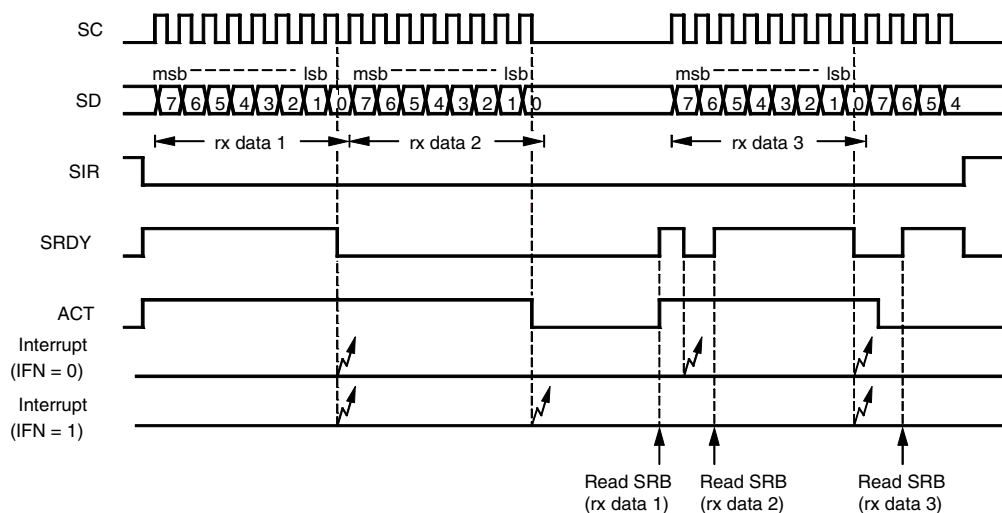 SC
msb lsb msb lsb msb lsb
SD 7 6 5 4 3 2 1 0 7 6 5 4 3 2 1 0 7 6 5 4 3 2 1 0 7 6 5 4
rx data 1 rx data 2 rx data 3
SIR
SRDY
ACT
Interrupt
(IFN = 0)
Interrupt
(IFN = 1)
Read SRB
(rx data 1)
Read SRB
(rx data 2)
Read SRB
(rx data 3)